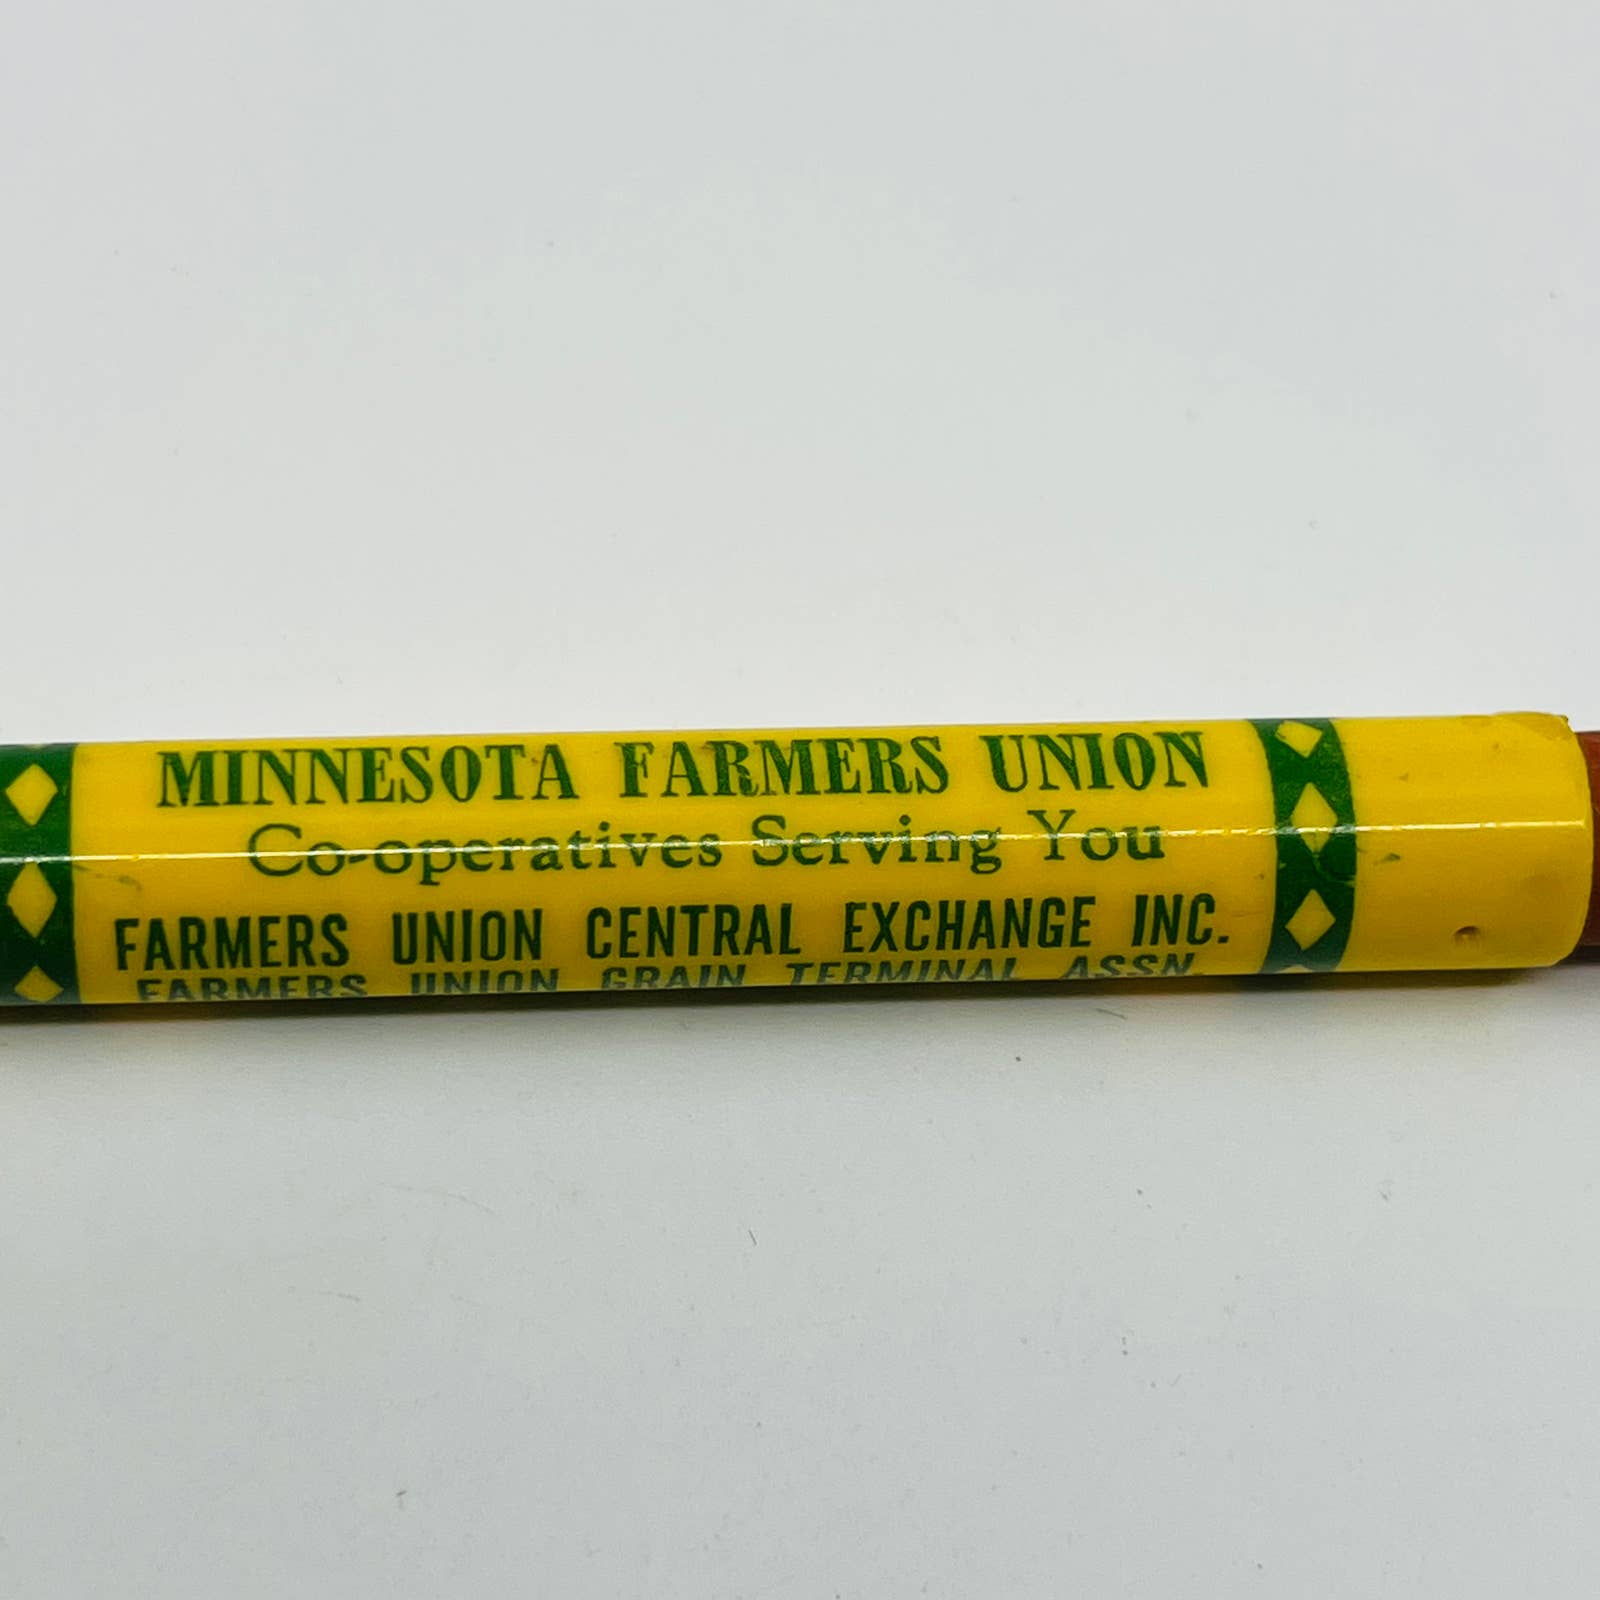 MINNESOTA FARMERS UNION
Co-operatives Serving You
FARMERS UNION CENTRAL EXCHANGE INC.
FARMERS UNION GRAIN TERMINAL ASSN.